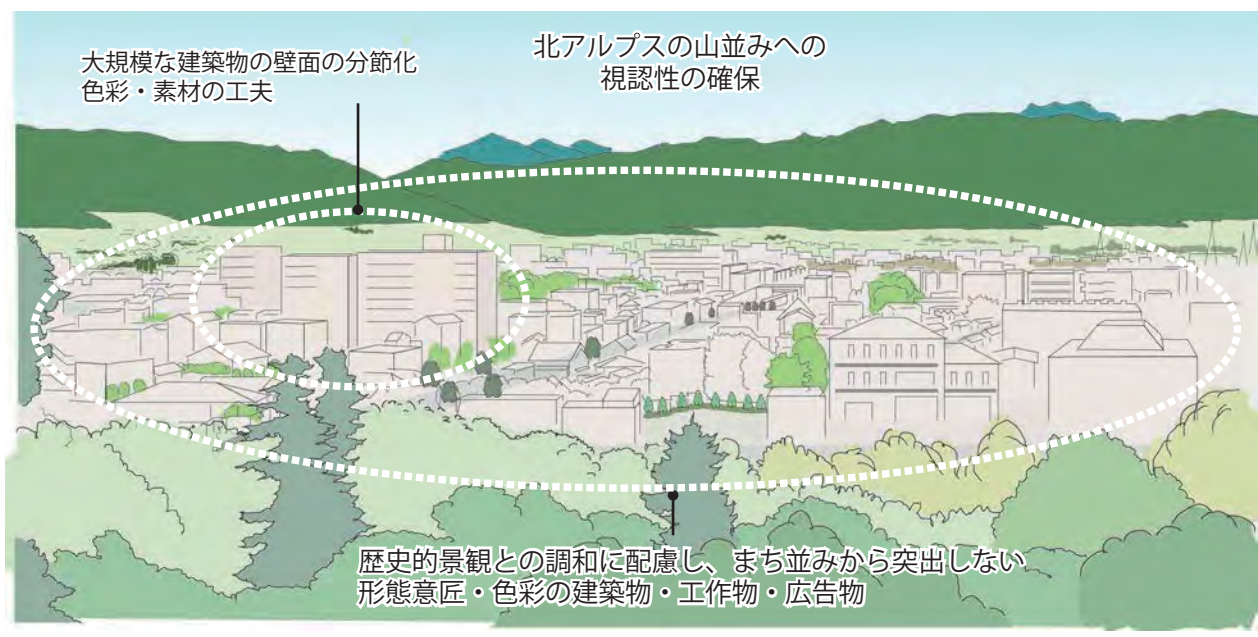 大規模な建築物の壁面の分節化
色彩・素材の工夫
北アルプスの山並みへの
視認性の確保
歴史的景観との調和に配慮し、まち並みから突出しない
形態意匠・色彩の建築物・工作物・広告物